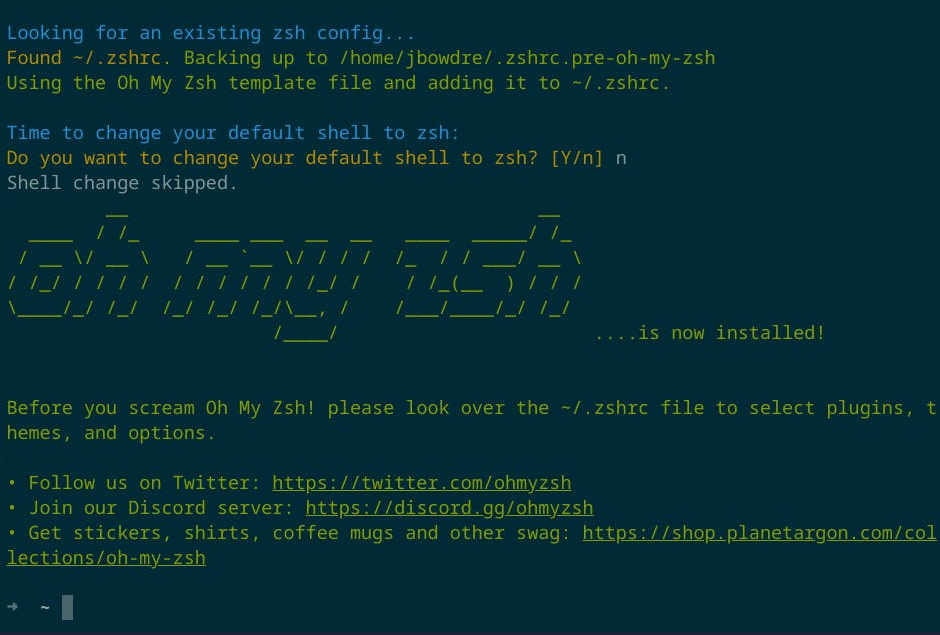 Looking for an existing zsh config...
Found ~/.zshrc. Backing up to /home/jbowdre/.zshrc.pre-oh-my-zsh
Using the Oh My Zsh template file and adding it to ~/.zshrc.
Time to change your default shell to zsh:
Do you want to change your default shell to zsh? [Y/n] n
Shell change skipped.
         __                                     __
  ____  / /_     ____ ___  __  __   ____  _____/ /_
 / __ \/ __ \   / __ `__ \/ / / /  /_  / / ___/ __ \
/ /_/ / / / /  / / / / / / /_/ /    / /_(__  ) / / /
\____/_/ /_/  /_/ /_/ /_/\__, /    /___/____/_/ /_/
                        /____/                       ....is now installed!
Before you scream Oh My Zsh! please look over the ~/.zshrc file to select plugins, t
hemes, and options.
• Follow us on Twitter: https://twitter.com/ohmyzsh
• Join our Discord server: https://discord.gg/ohmyzsh
• Get stickers, shirts, coffee mugs and other swag: https://shop.planetargon.com/col
lections/oh-my-zsh
➜  ~